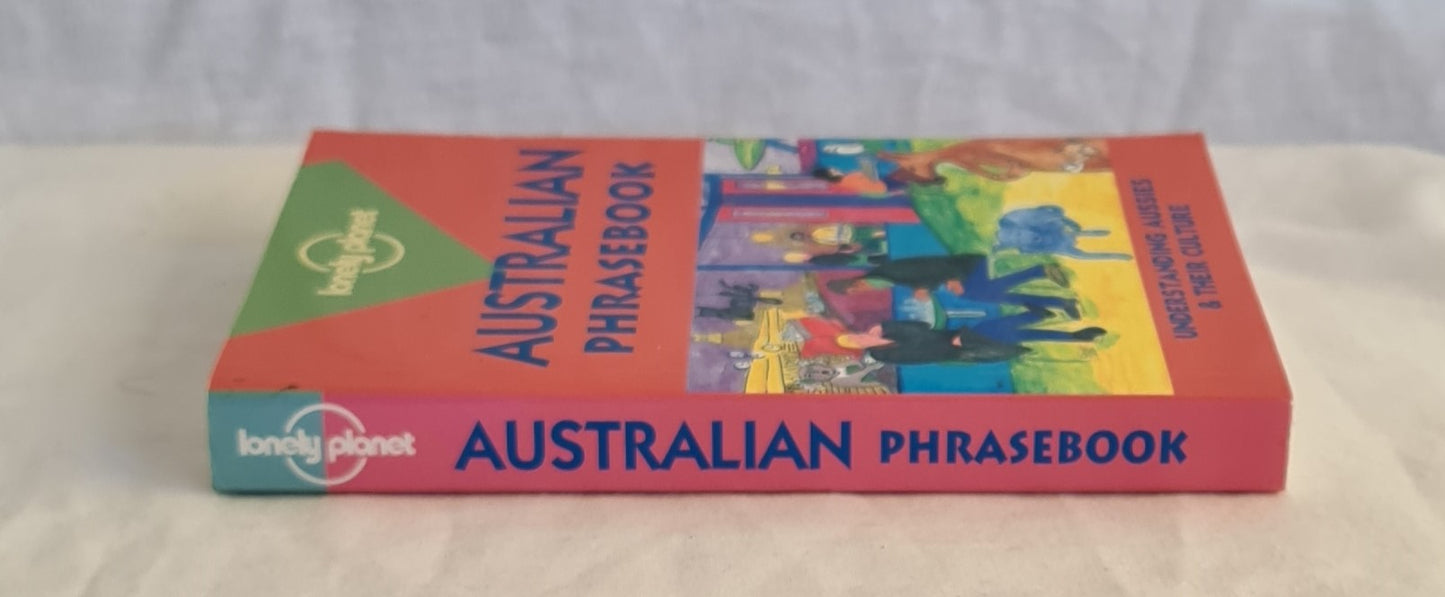 lonely planet
AUSTRALIAN
PHRASEBOOK
UNDERSTANDING AUSSIES
& THEIR CULTURE
lonely planet AUSTRALIAN PHRASEBOOK